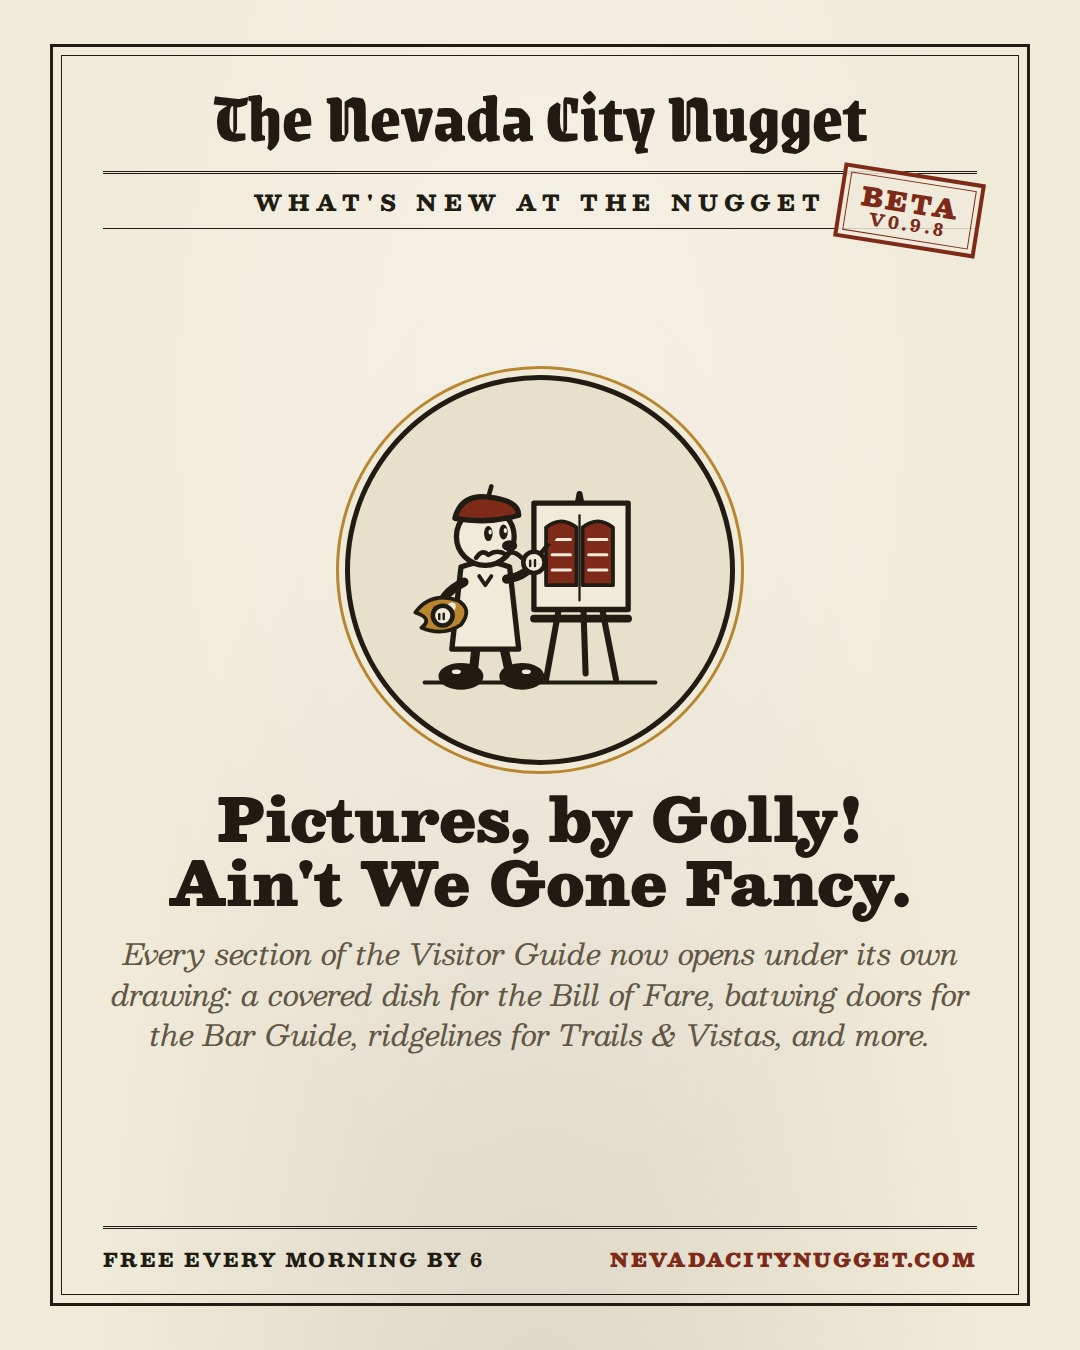 The Nevada City Nugget
WHAT'S NEW AT THE NUGGET
BETA
V0.9.8
Pictures, by Golly!
Ain't We Gone Fancy.
Every section of the Visitor Guide now opens under its own
drawing: a covered dish for the Bill of Fare, batwing doors for
the Bar Guide, ridgelines for Trails & Vistas, and more.
FREE EVERY MORNING BY 6
NEVADACITYNUGGET.COM